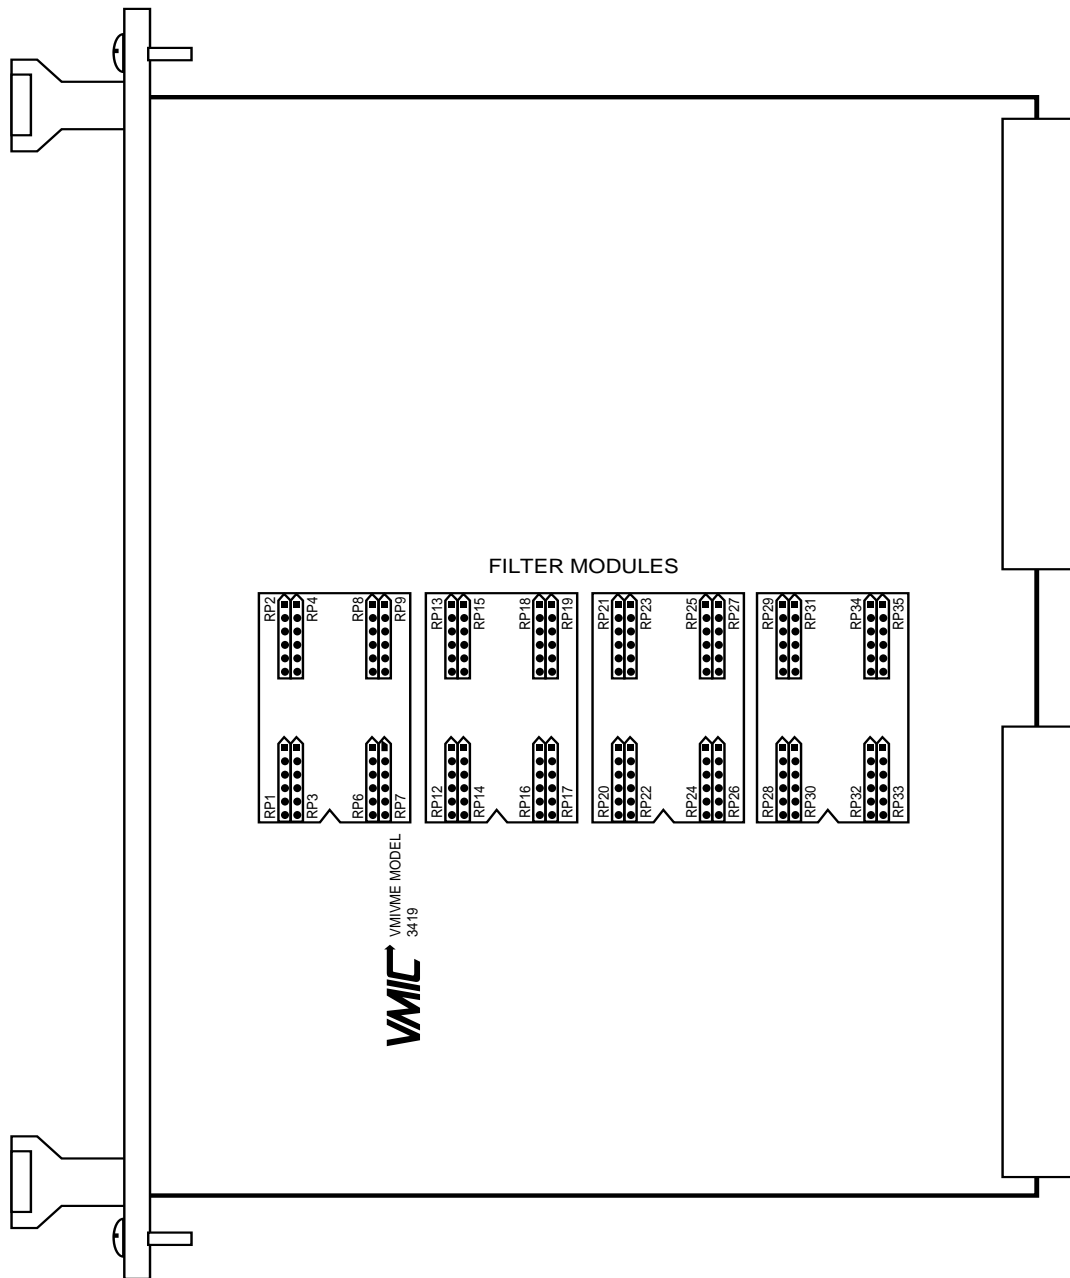 FILTER MODULES
RP2
RP4
RP8
RP9
RP13
RP15
RP18
RP19
RP21
RP23
RP25
RP27
RP29
RP31
RP34
RP35
RP1
RP3
RP6
RP7
RP12
RP14
RP16
RP17
RP20
RP22
RP24
RP26
RP28
RP30
RP32
RP33
VMIC
VMIVME MODEL
3419